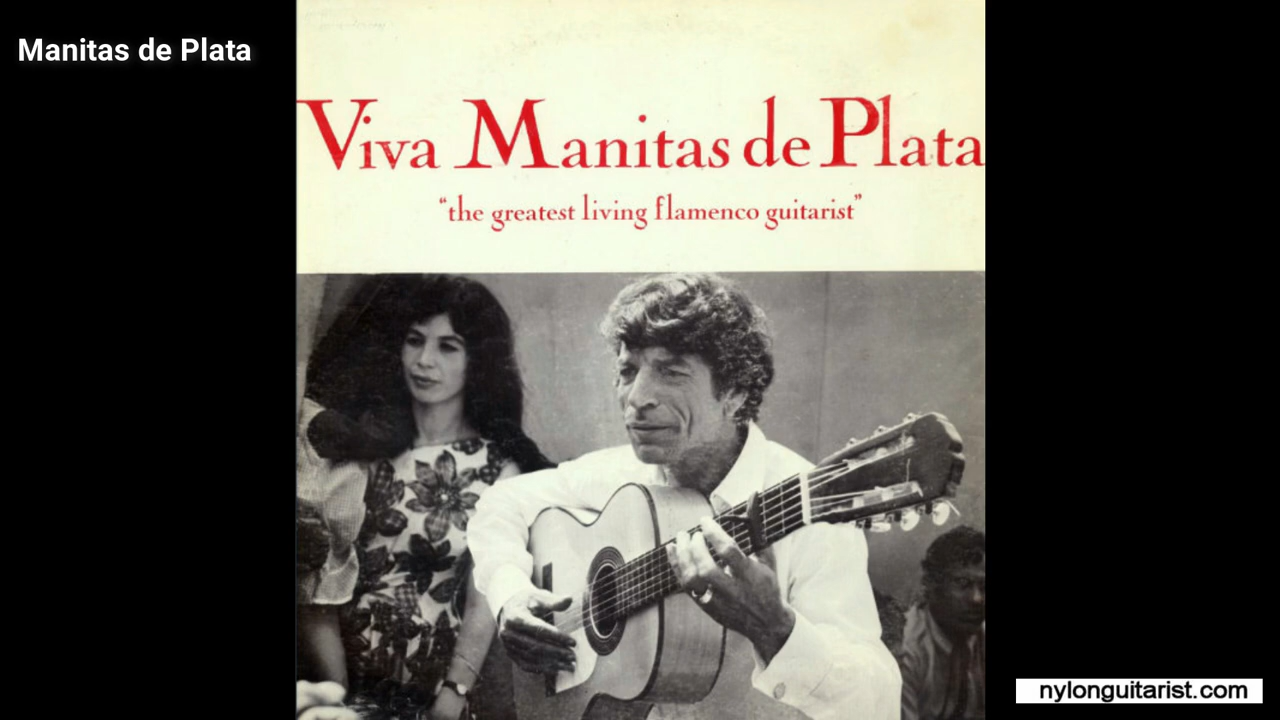 Manitas de Plata
Viva Manitas de Plata
“the greatest living flamenco guitarist”
nylonguitarist.com